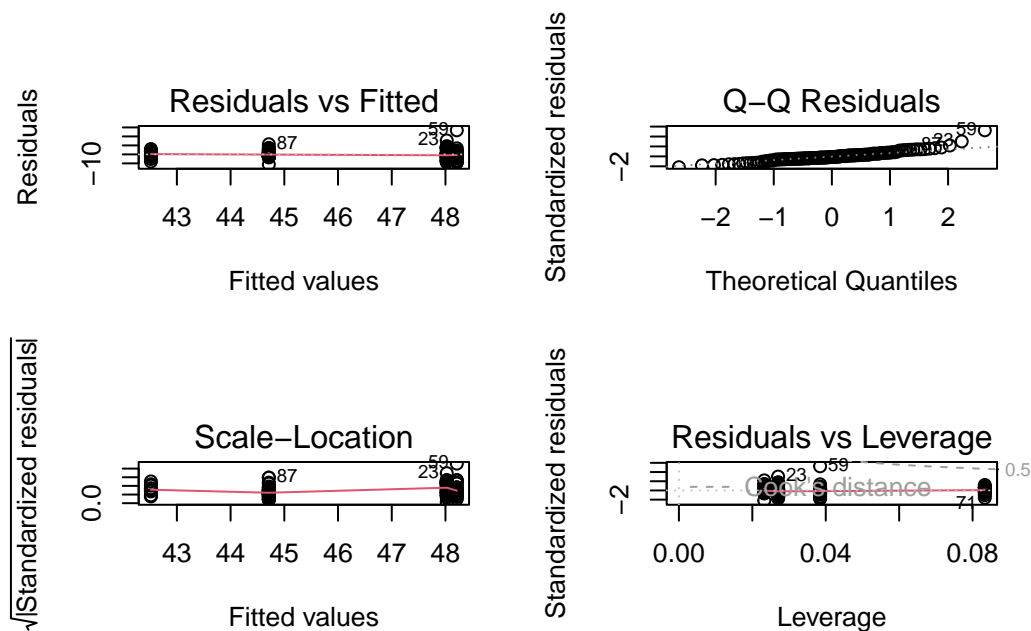 Residuals vs Fitted
Residuals
−10
59
23
87
43 44 45 46 47 48
Fitted values
Q−Q Residuals
Standardized residuals
−2
59
23
87
−2 −1 0 1 2
Theoretical Quantiles
Scale−Location
√|Standardized residuals|
0.0
59
23
87
43 44 45 46 47 48
Fitted values
Residuals vs Leverage
Standardized residuals
−2
59
23
71
0.5
Cook's distance
0.00 0.04 0.08
Leverage